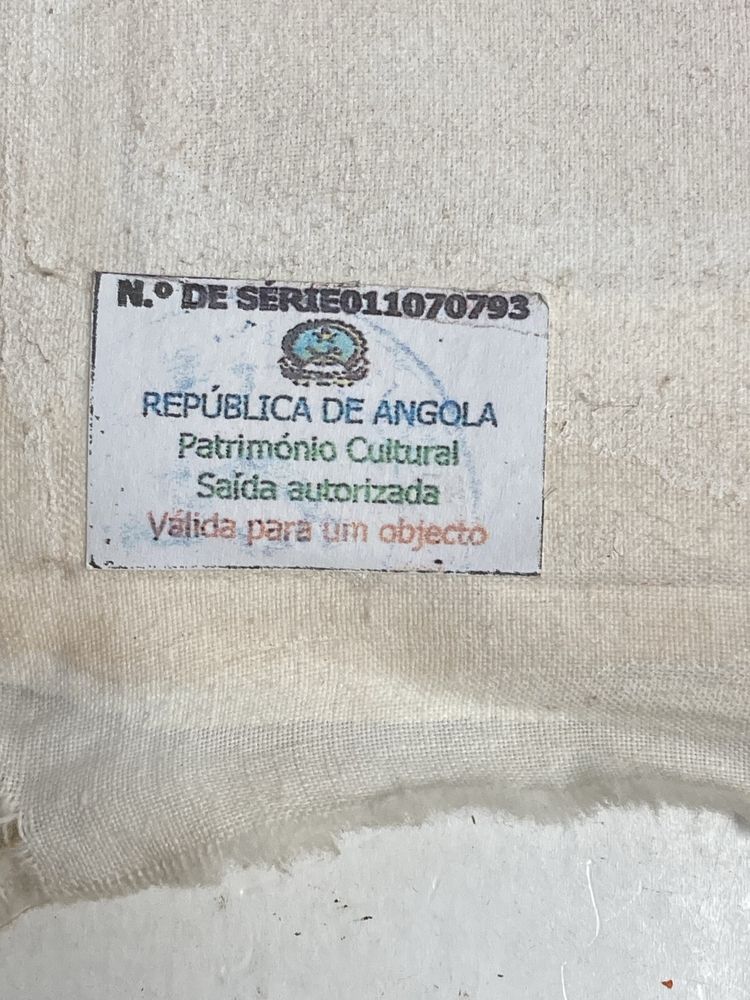 N.º DE SÉRIE011070793
REPÚBLICA DE ANGOLA
Património Cultural
Saída autorizada
Válida para um objecto